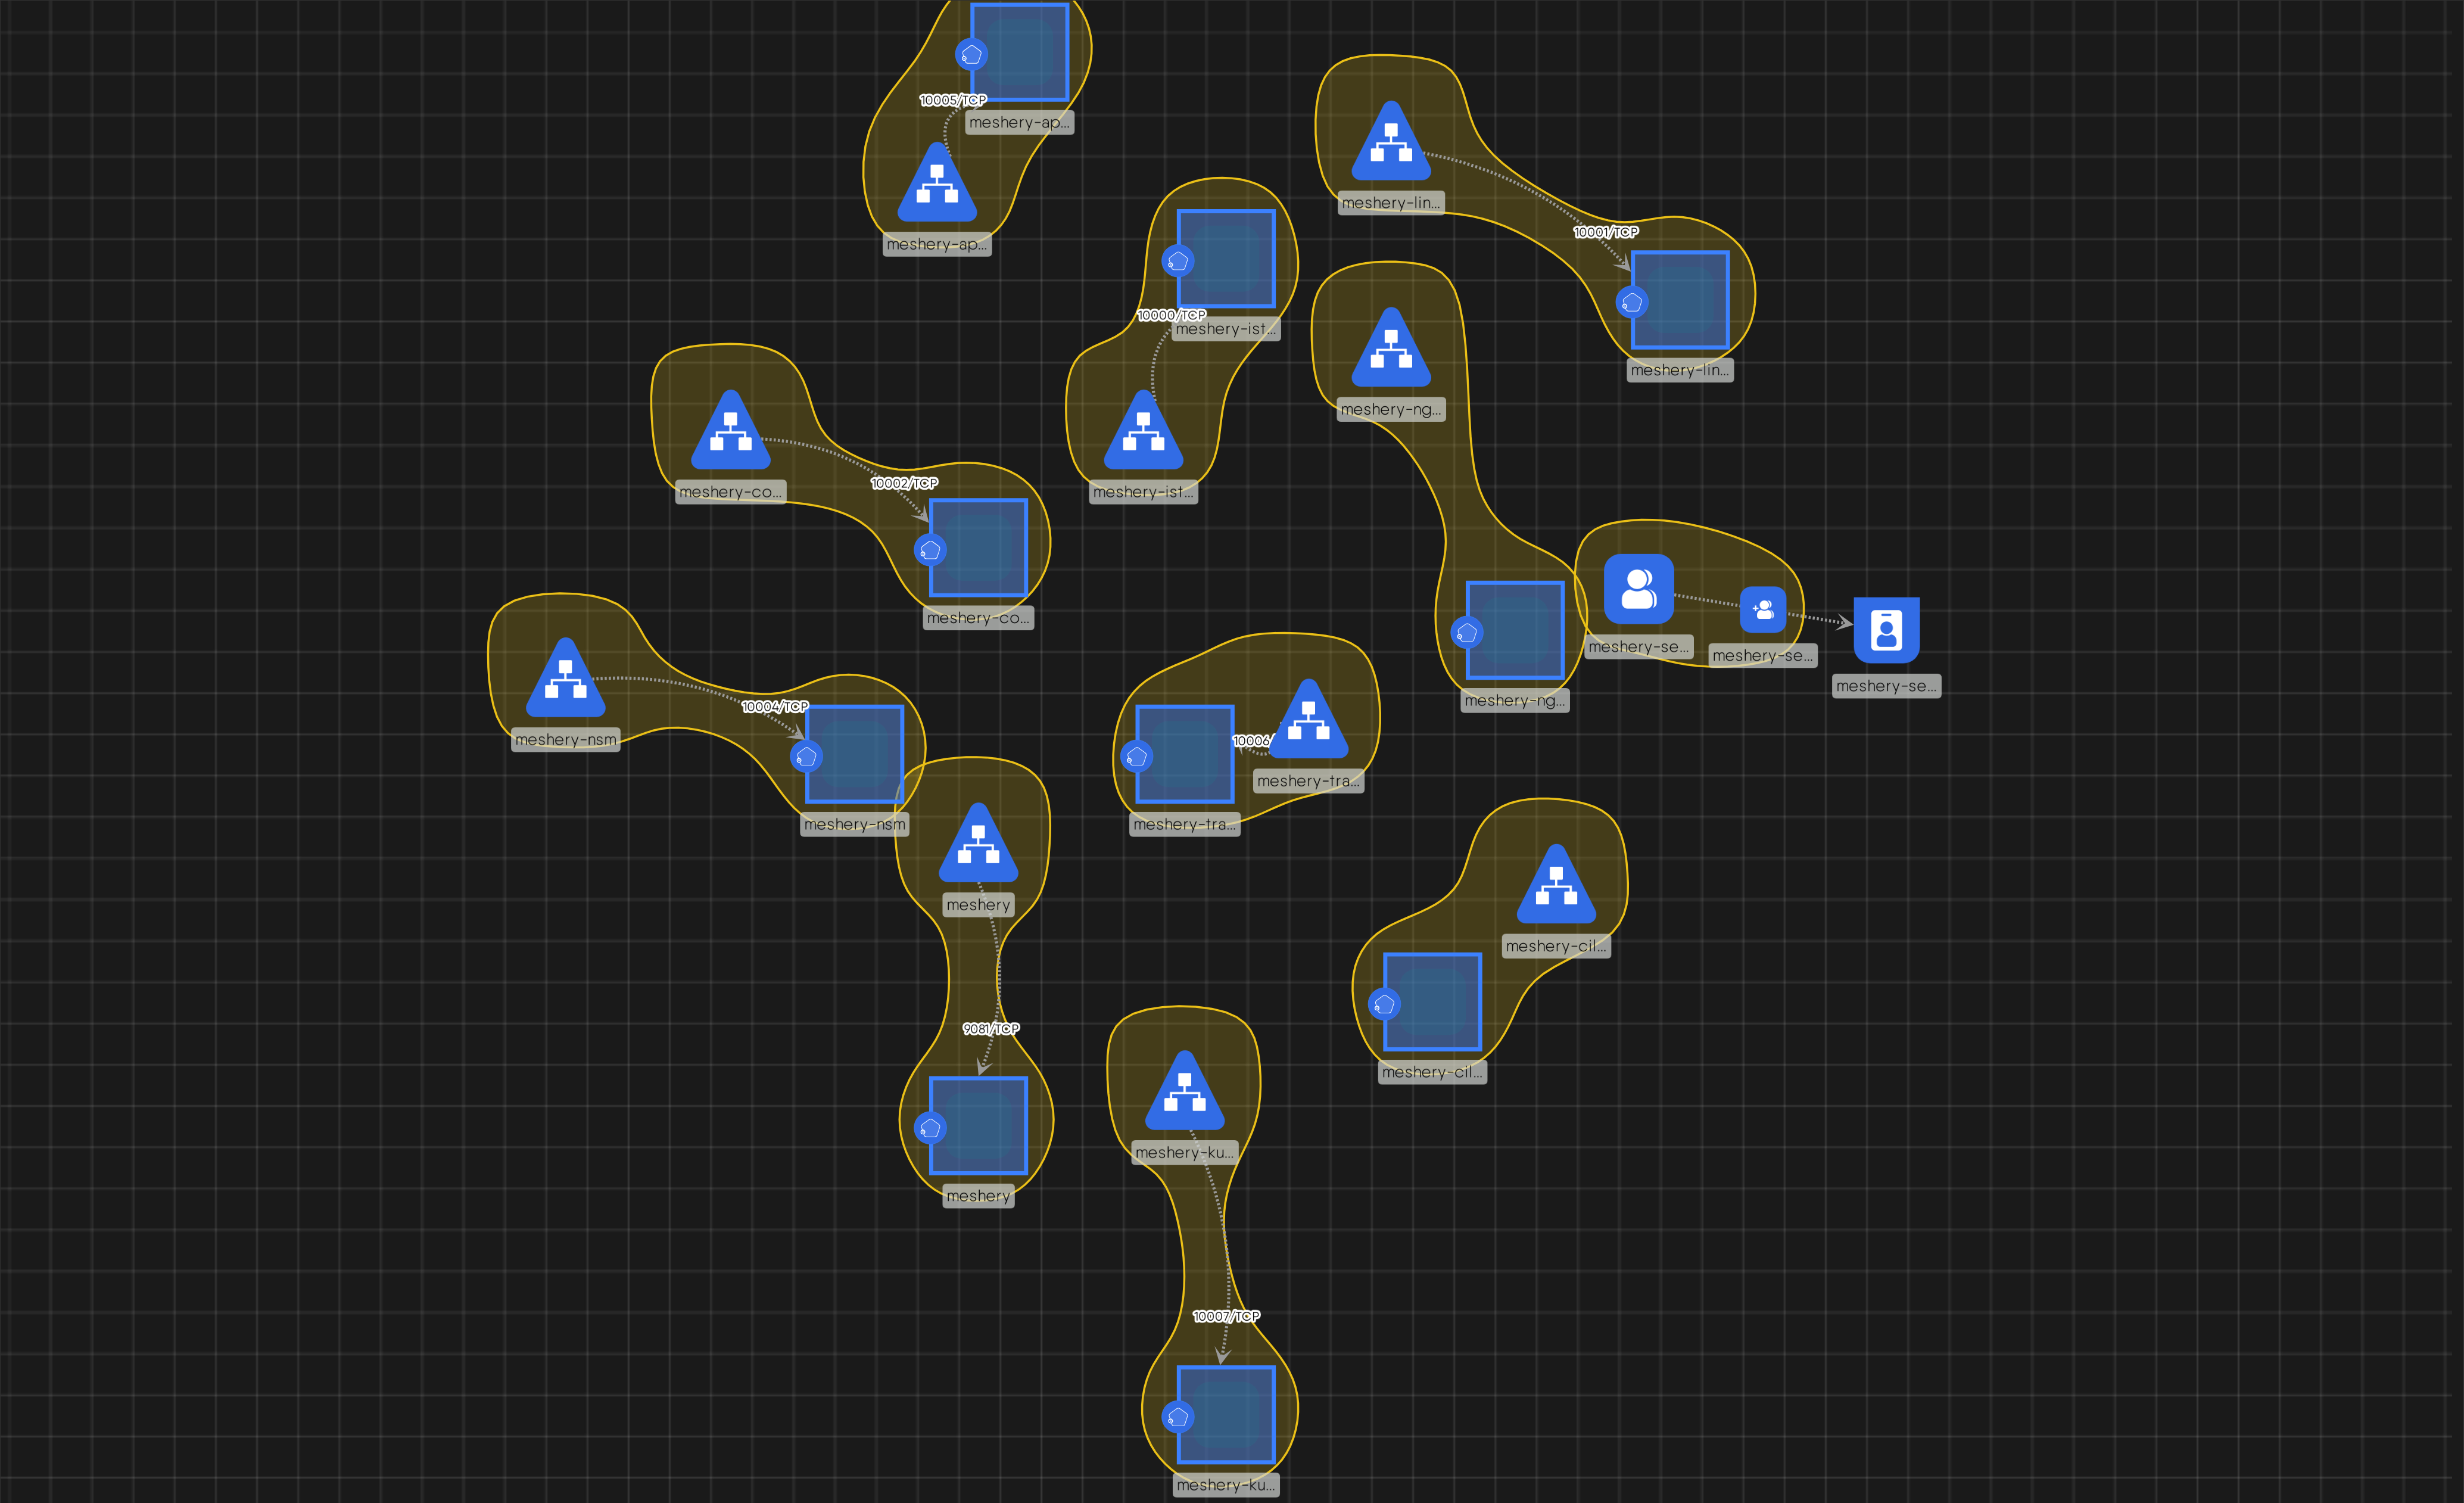 10005/TCP
meshery-ap...
meshery-ap...
meshery-lin...
10001/TCP
meshery-lin...
10000/TCP
meshery-ist...
meshery-ist...
meshery-ng...
meshery-co...
10002/TCP
meshery-co...
meshery-se...
meshery-se...
meshery-se...
meshery-ng...
meshery-nsm
10004/TCP
meshery-nsm
10006/
meshery-tra...
meshery-tra...
meshery
9081/TCP
meshery
meshery-cil...
meshery-cil...
meshery-ku...
10007/TCP
meshery-ku...